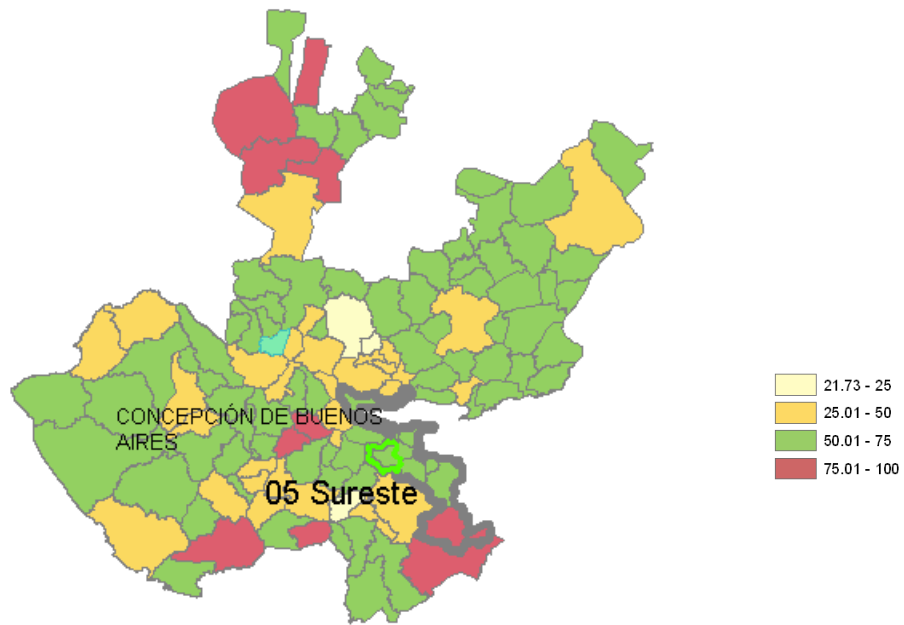 CONCEPCIÓN DE BUENOS
AIRES
05 Sureste
21.73 - 25
25.01 - 50
50.01 - 75
75.01 - 100